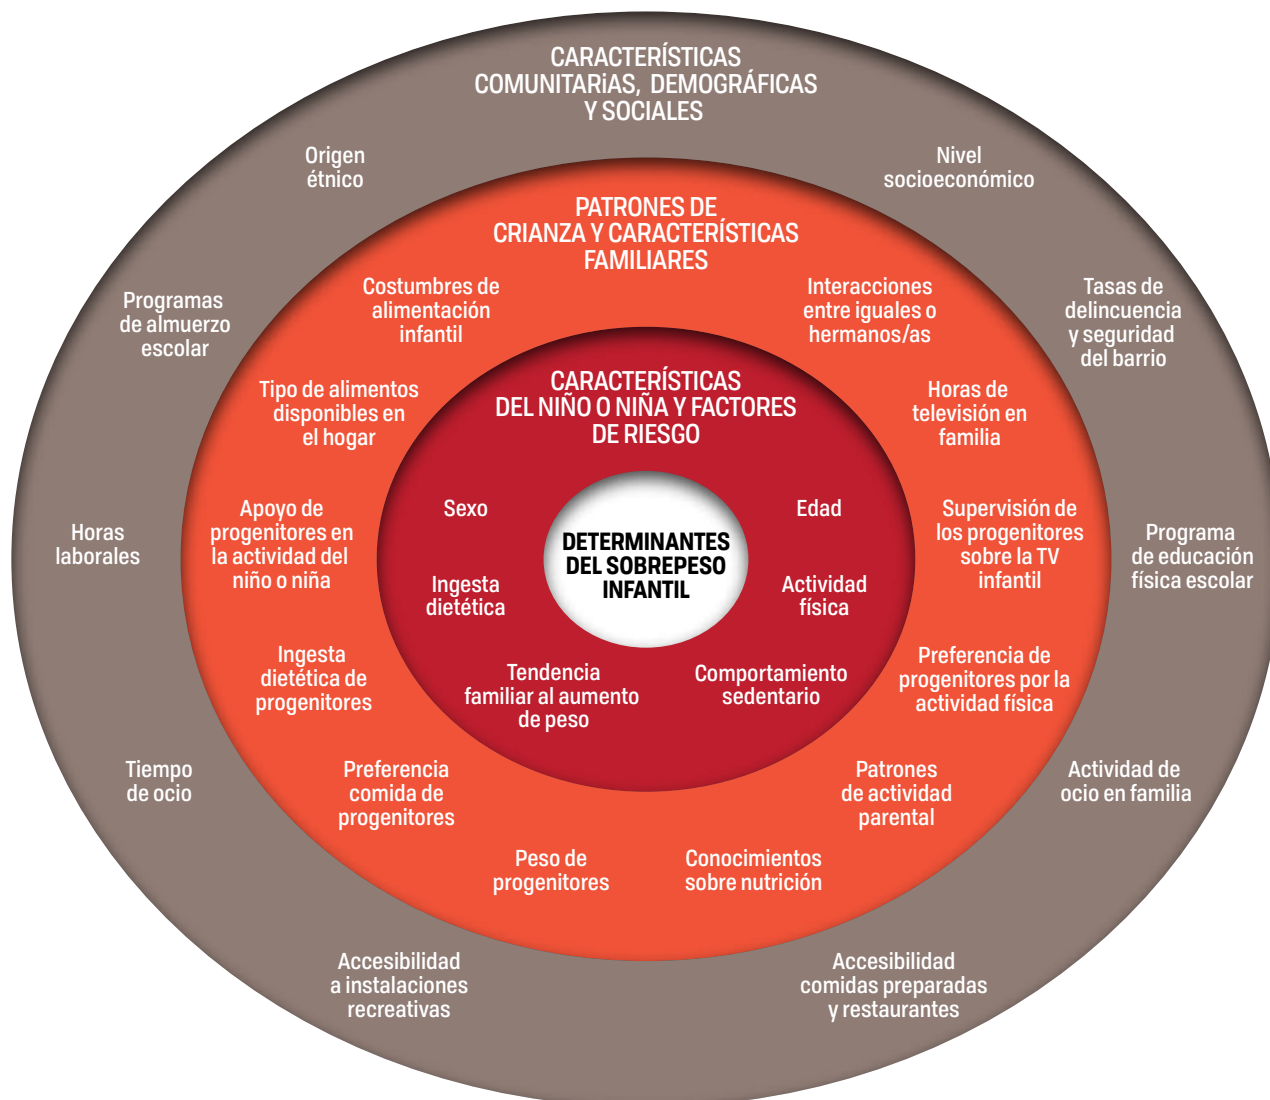 CARACTERÍSTICAS
COMUNITARiAS, DEMOGRÁFICAS
Y SOCIALES
Origen
étnico
Nivel
socioeconómico
Programas
de almuerzo
escolar
Tasas de
delincuencia
y seguridad
del barrio
Horas
laborales
Programa
de educación
física escolar
Tiempo
de ocio
Actividad de
ocio en familia
Accesibilidad
a instalaciones
recreativas
Accesibilidad
comidas preparadas
y restaurantes
PATRONES DE
CRIANZA Y CARACTERÍSTICAS
FAMILIARES
Costumbres de
alimentación
infantil
Interacciones
entre iguales o
hermanos/as
Tipo de alimentos
disponibles en
el hogar
Horas de
televisión en
familia
Apoyo de
progenitores en
la actividad del
niño o niña
Supervisión de
los progenitores
sobre la TV
infantil
Ingesta
dietética de
progenitores
Preferencia de
progenitores por la
actividad física
Preferencia
comida de
progenitores
Patrones
de actividad
parental
Peso de
progenitores
Conocimientos
sobre nutrición
CARACTERÍSTICAS
DEL NIÑO O NIÑA Y FACTORES
DE RIESGO
Sexo
Edad
Ingesta
dietética
Actividad
física
Tendencia
familiar al aumento
de peso
Comportamiento
sedentario
DETERMINANTES
DEL SOBREPESO
INFANTIL